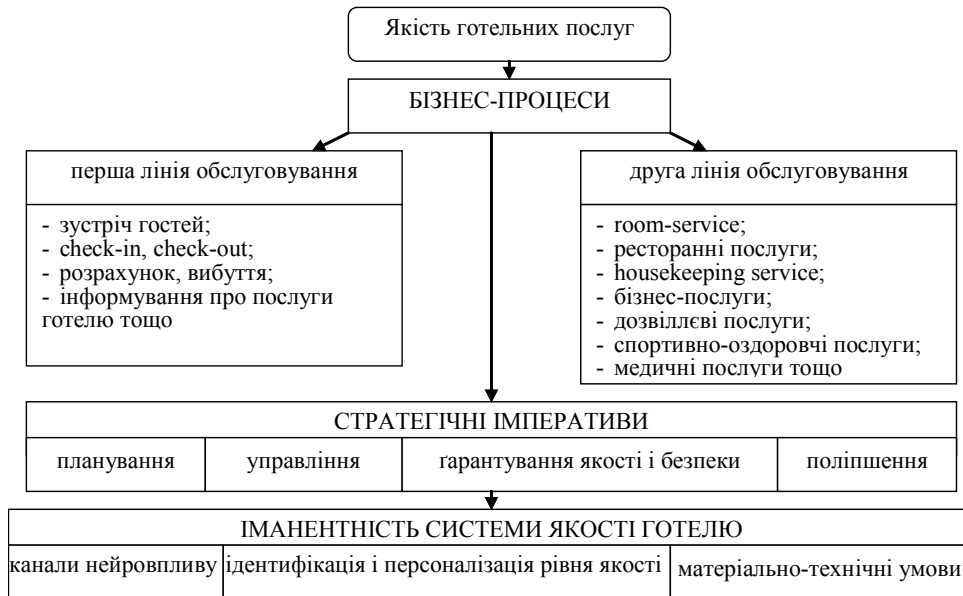 Якість готельних послуг
БІЗНЕС-ПРОЦЕСИ
перша лінія обслуговування
- зустріч гостей;
- check-in, check-out;
- розрахунок, вибуття;
- інформування про послуги
готелю тощо
друга лінія обслуговування
- room-service;
- ресторанні послуги;
- housekeeping service;
- бізнес-послуги;
- дозвіллєві послуги;
- спортивно-оздоровчі послуги;
- медичні послуги тощо
СТРАТЕГІЧНІ ІМПЕРАТИВИ
планування
управління
ґарантування якості і безпеки
поліпшення
ІМАНЕНТНІСТЬ СИСТЕМИ ЯКОСТІ ГОТЕЛЮ
канали нейровпливу
ідентифікація і персоналізація рівня якості
матеріально-технічні умови